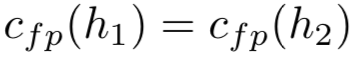 c_{fp}(h_1) = c_{fp}(h_2)